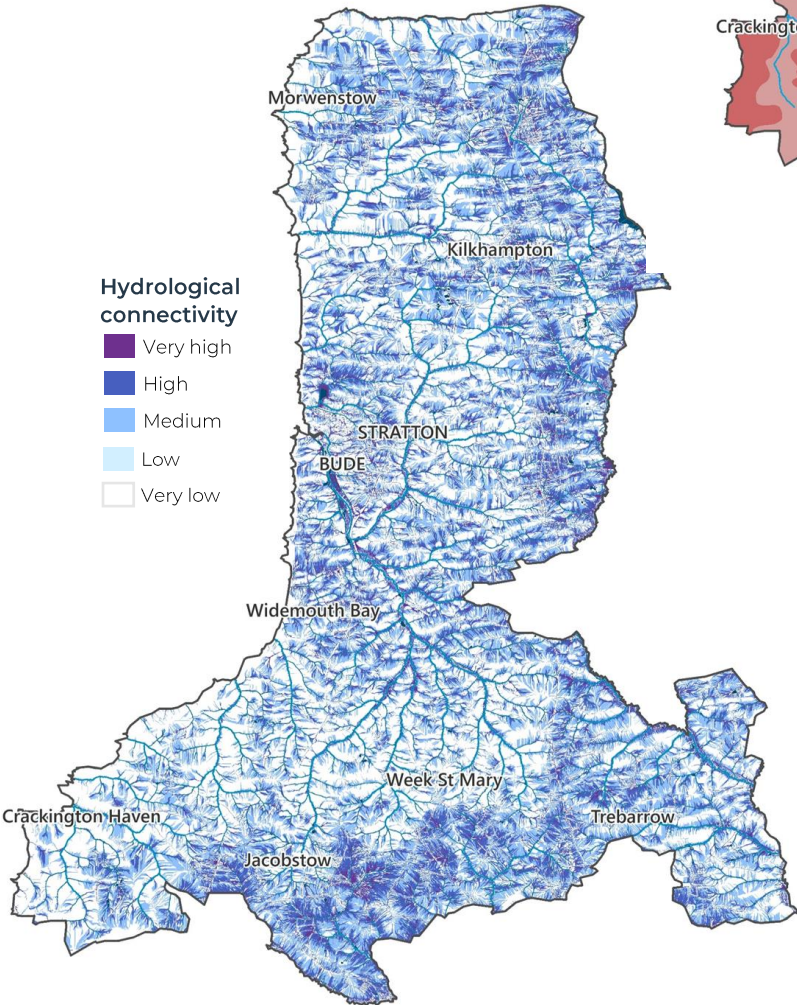 Crackingt
Morwenstow
Kilkhampton
Hydrological
connectivity
Very high
High
Medium
Low
Very low
STRATTON
BUDE
Widemouth Bay
Week St Mary
Crackington Haven
Trebarrow
Jacobstow